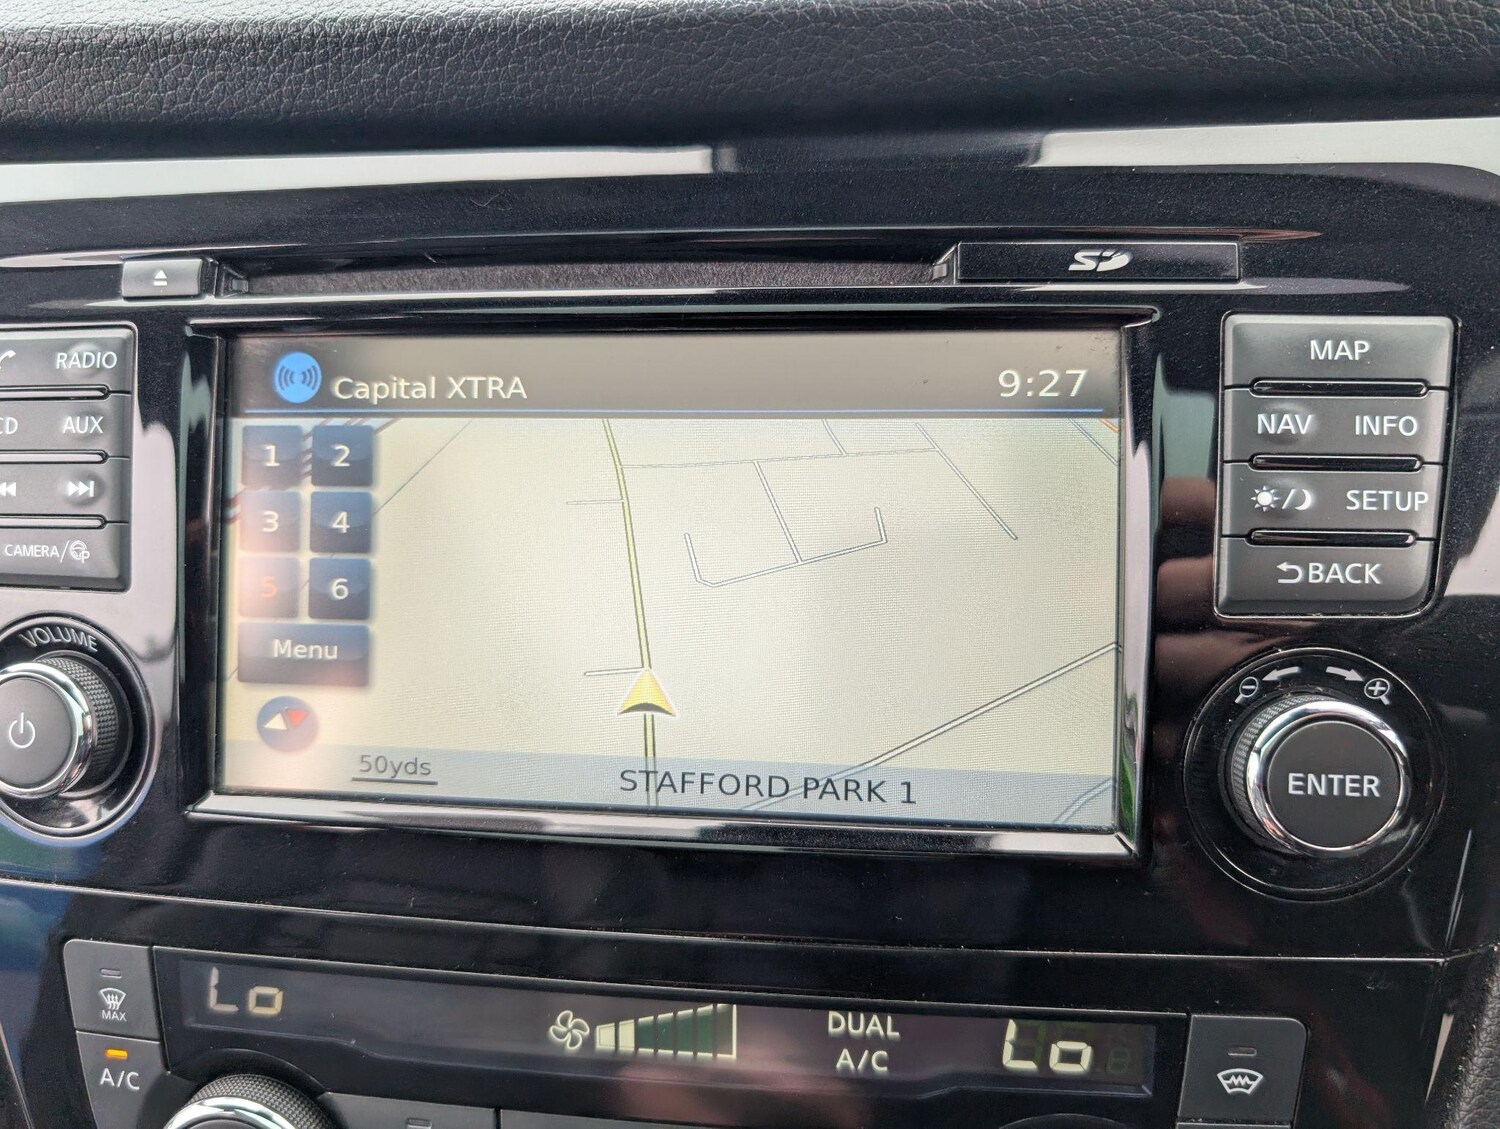 SD
RADIO
CD AUX
CAMERA/
VOLUME
Capital XTRA
9:27
1 2
3 4
5 6
Menu
50yds
STAFFORD PARK 1
MAP
NAV INFO
SETUP
BACK
ENTER
MAX
A/C
Lo
DUAL
A/C
Lo